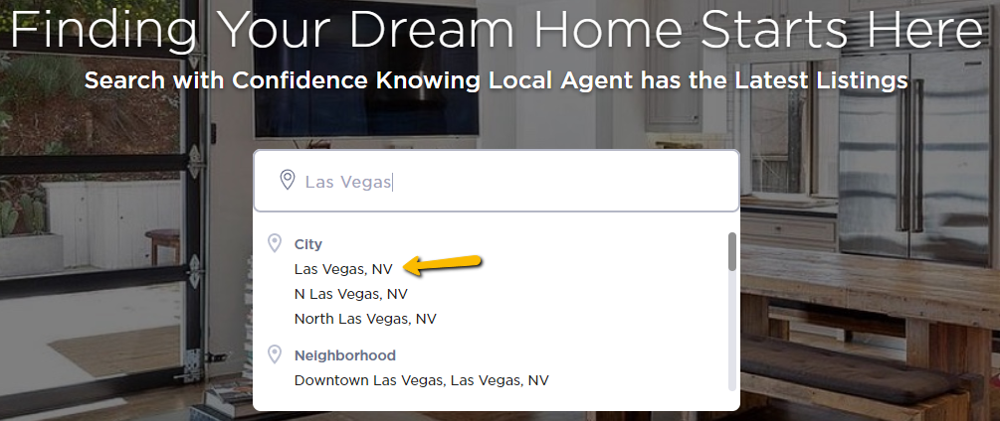 Finding Your Dream Home Starts Here
Search with Confidence Knowing Local Agent has the Latest Listings
Las Vegas
City
Las Vegas, NV
N Las Vegas, NV
North Las Vegas, NV
Neighborhood
Downtown Las Vegas, Las Vegas, NV